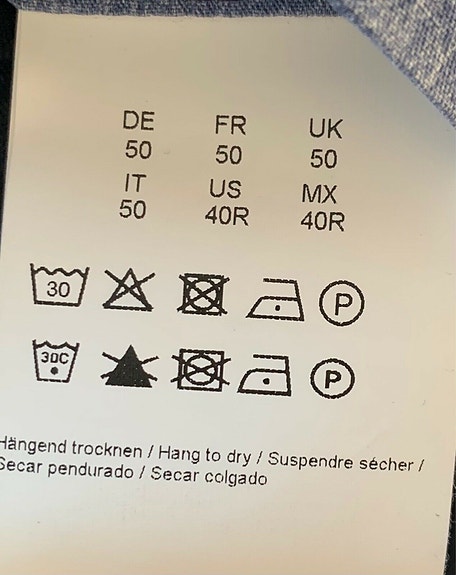 DE FR UK
50 50 50
IT US MX
50 40R 40R
30 P
30C P
Hängend trocknen / Hang to dry / Suspendre sécher /
Secar pendurado / Secar colgado